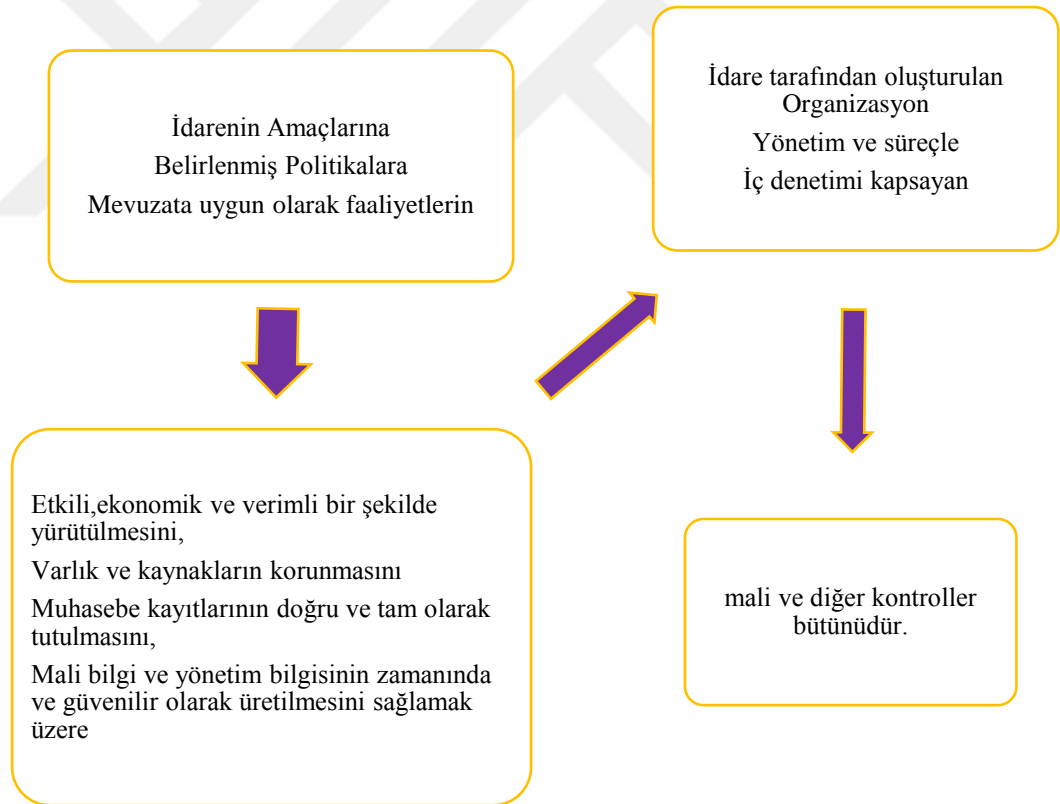 İdarenin Amaçlarına
Belirlenmiş Politikalara
Mevuzata uygun olarak faaliyetlerin
Etkili,ekonomik ve verimli bir şekilde
yürütülmesini,
Varlık ve kaynakların korunmasını
Muhasebe kayıtlarının doğru ve tam olarak
tutulmasını,
Mali bilgi ve yönetim bilgisinin zamanında
ve güvenilir olarak üretilmesini sağlamak
üzere
İdare tarafından oluşturulan
Organizasyon
Yönetim ve süreçle
İç denetimi kapsayan
mali ve diğer kontroller
bütünüdür.